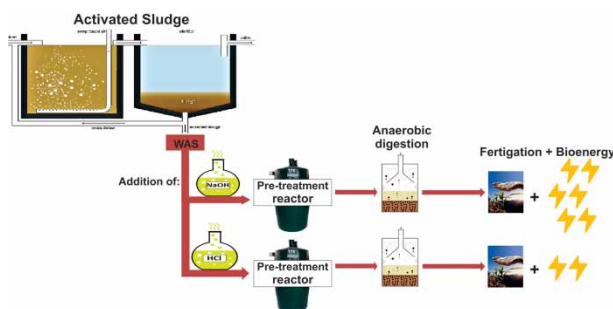 Activated Sludge
WAS
Addition of:
NaOH
Pre-treatment
reactor
Anaerobic
digestion
Fertigation + Bioenergy
+
HCl
Pre-treatment
reactor
+